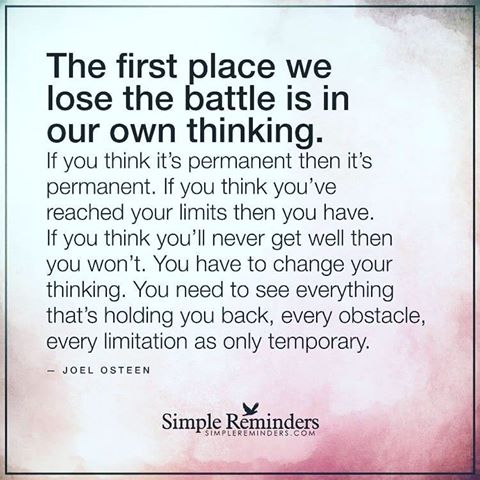 The first place we
lose the battle is in
our own thinking.
If you think it's permanent then it's
permanent. If you think you've
reached your limits then you have.
If you think you'll never get well then
you won't. You have to change your
thinking. You need to see everything
that's holding you back, every obstacle,
every limitation as only temporary.
— JOEL OSTEEN
Simple Reminders
SIMPLEREMINDERS.COM